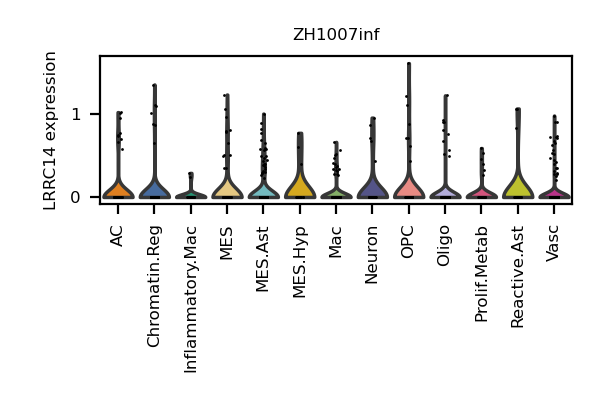 ZH1007inf
LRRC14 expression
1
0
AC
Chromatin.Reg
Inflammatory.Mac
MES
MES.Ast
MES.Hyp
Mac
Neuron
OPC
Oligo
Prolif.Metab
Reactive.Ast
Vasc